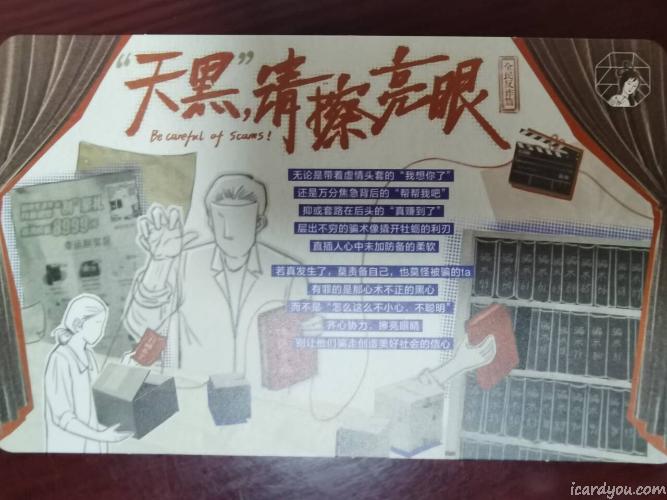 “天黑”，请擦亮眼
全民反诈篇
Be careful of scams!
无论是带着虚情头套的“我想你了”
还是万分焦急背后的“帮帮我吧”
抑或套路在后头的“真赚到了”
层出不穷的骗术像撬开牡蛎的利刃
直插人心中未加防备的柔软
若真发生了，莫责备自己，也莫怪被骗的ta
有罪的是那心术不正的黑心
而不是“怎么这么不小心、不聪明”
齐心协力，擦亮眼睛
别让他们骗走创造美好社会的信心
icardyou.com